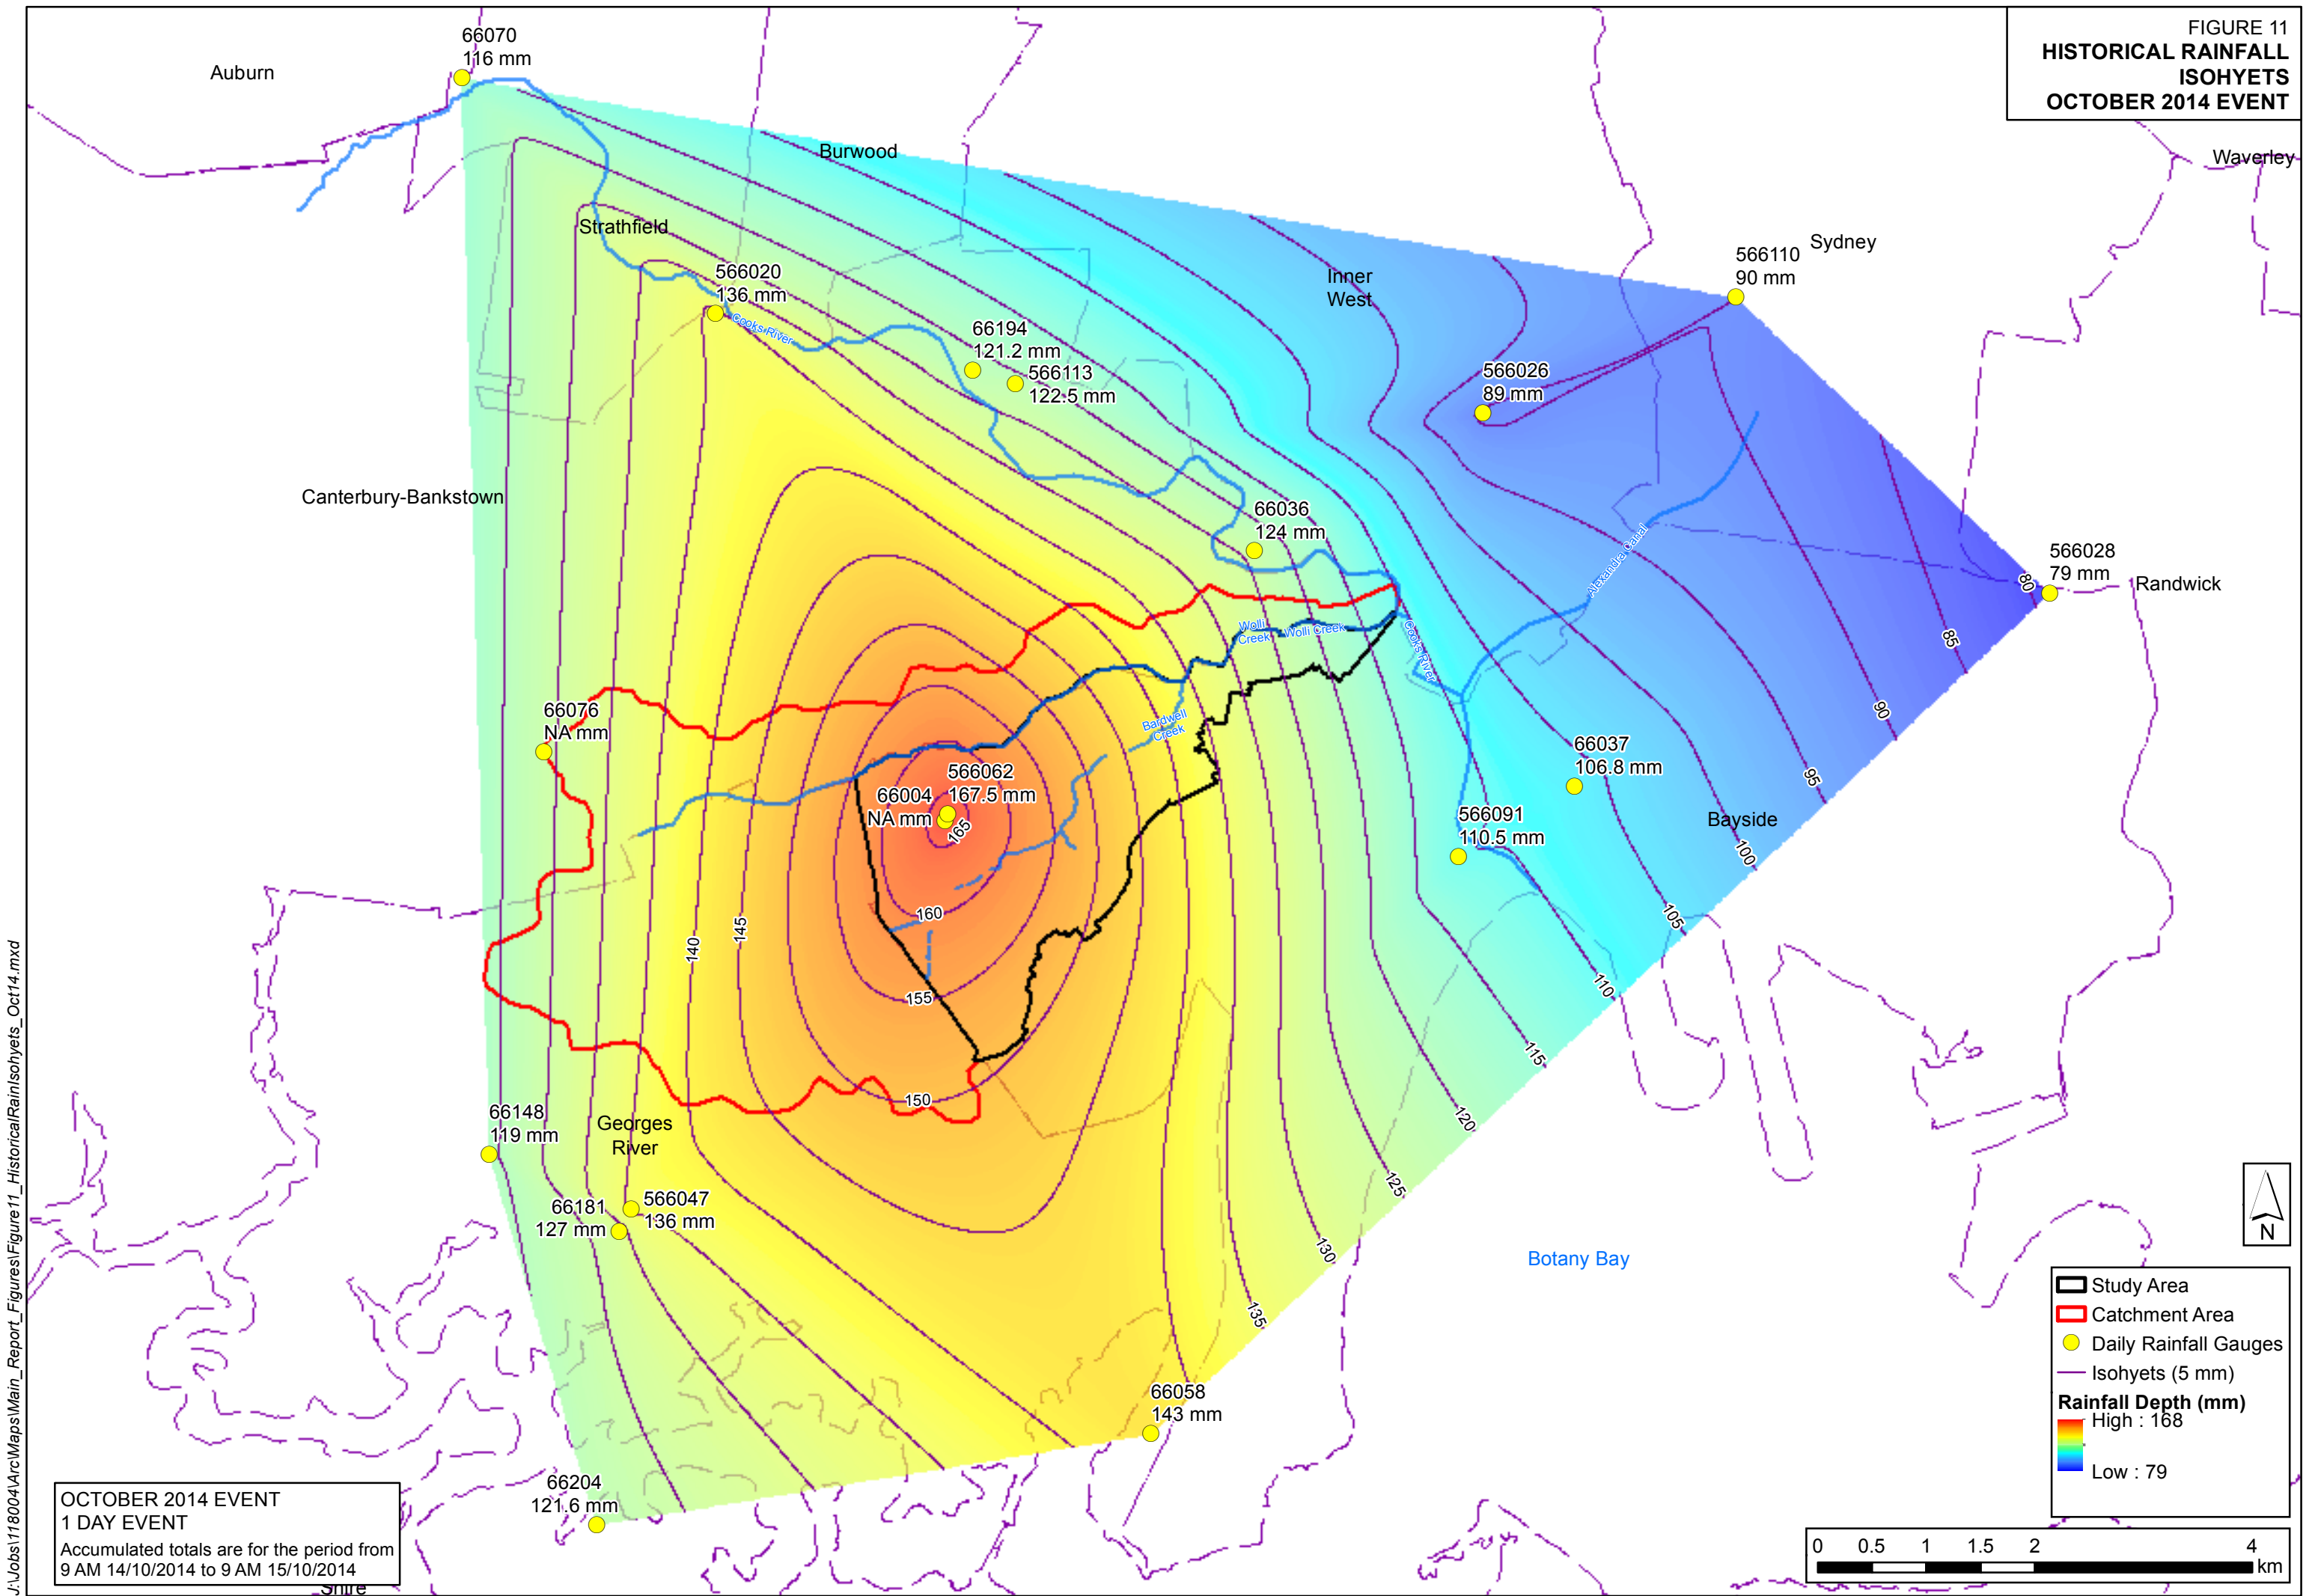 FIGURE 11
HISTORICAL RAINFALL
ISOHYETS
OCTOBER 2014 EVENT
66070
116 mm
Auburn
Burwood
Waverley
Strathfield
Sydney
566110
90 mm
566020
136 mm
Inner
West
Cooks River
66194
121.2 mm
566113
122.5 mm
566026
89 mm
Canterbury-Bankstown
66036
124 mm
Alexandra Canal
566028
79 mm
Randwick
80
Wolli
Creek
Wolli Creek
Cooks River
85
66076
NA mm
Bardwell
Creek
90
66037
106.8 mm
566062
167.5 mm
66004
NA mm
165
95
566091
110.5 mm
Bayside
100
160
145
140
105
155
110
115
150
120
66148
119 mm
Georges
River
125
566047
136 mm
66181
127 mm
130
Botany Bay
135
N
66058
143 mm
66204
121.6 mm
Study Area
Catchment Area
Daily Rainfall Gauges
Isohyets (5 mm)
Rainfall Depth (mm)
High : 168
Low : 79
OCTOBER 2014 EVENT
1 DAY EVENT
Accumulated totals are for the period from
9 AM 14/10/2014 to 9 AM 15/10/2014
Shire
0 0.5 1 1.5 2 4
km
J:\Jobs\118004\Arc\Maps\Main_Report_Figures\Figure11_HistoricalRainIsohyets_Oct14.mxd